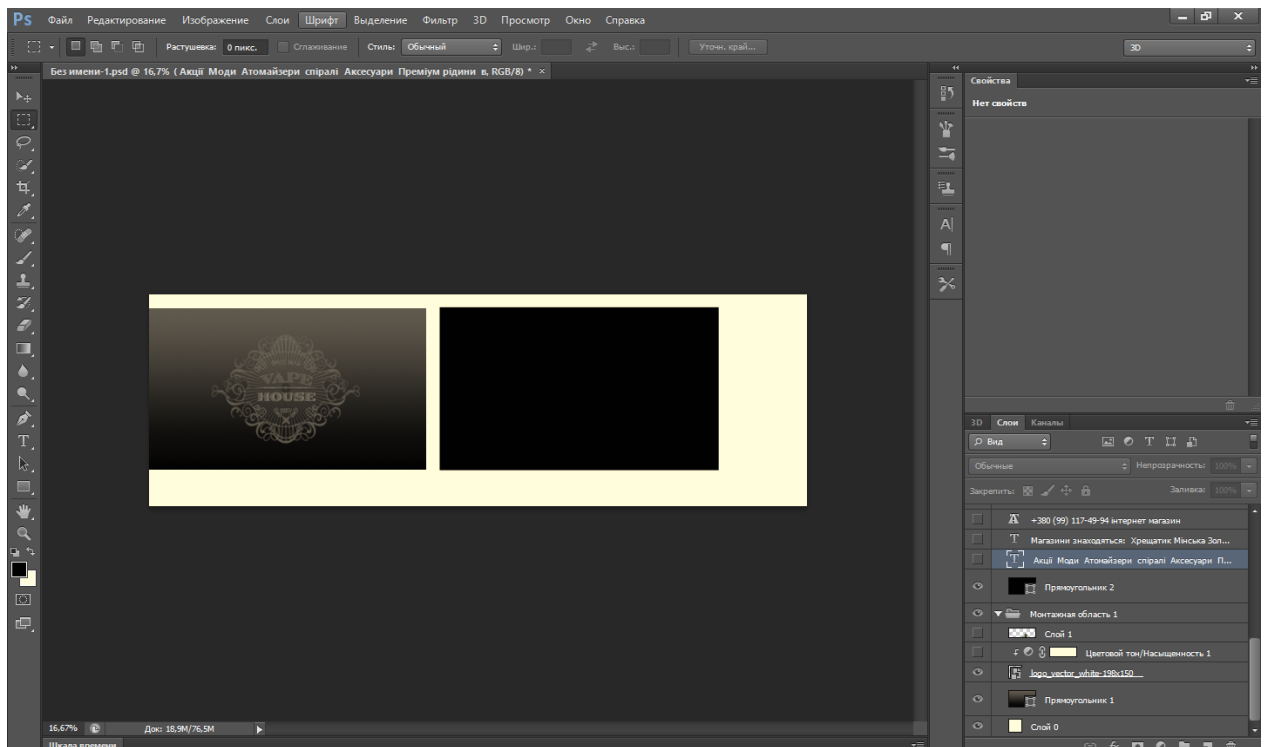 Ps Файл Редактирование Изображение Слои Шрифт Выделение Фильтр 3D Просмотр Окно Справка
Растушевка: 0 пикс. Сглаживание Стиль: Обычный Шир.: Выс.: Уточн. край... 3D
Без имени-1.psd @ 16,7% ( Акції Моди Атомайзери спіралі Аксесуари Преміум рідини в, RGB/8) * ×
Свойства
Нет свойств
VAPE
HOUSE
3D Слои Каналы
Вид
Обычные Непрозрачность: 100%
Закрепить: Заливка: 100%
+380 (99) 117-49-94 інтернет магазин
Магазини знаходяться: Хрещатик Мінська Зол...
Акції Моди Атомайзери спіралі Аксесуари П...
Прямоугольник 2
Монтажная область 1
Слой 1
Цветовой тон/Насыщенность 1
logo_vector_white-198x150
Прямоугольник 1
Слой 0
16,67% Док: 18,9M/76,5M
Шкала времени